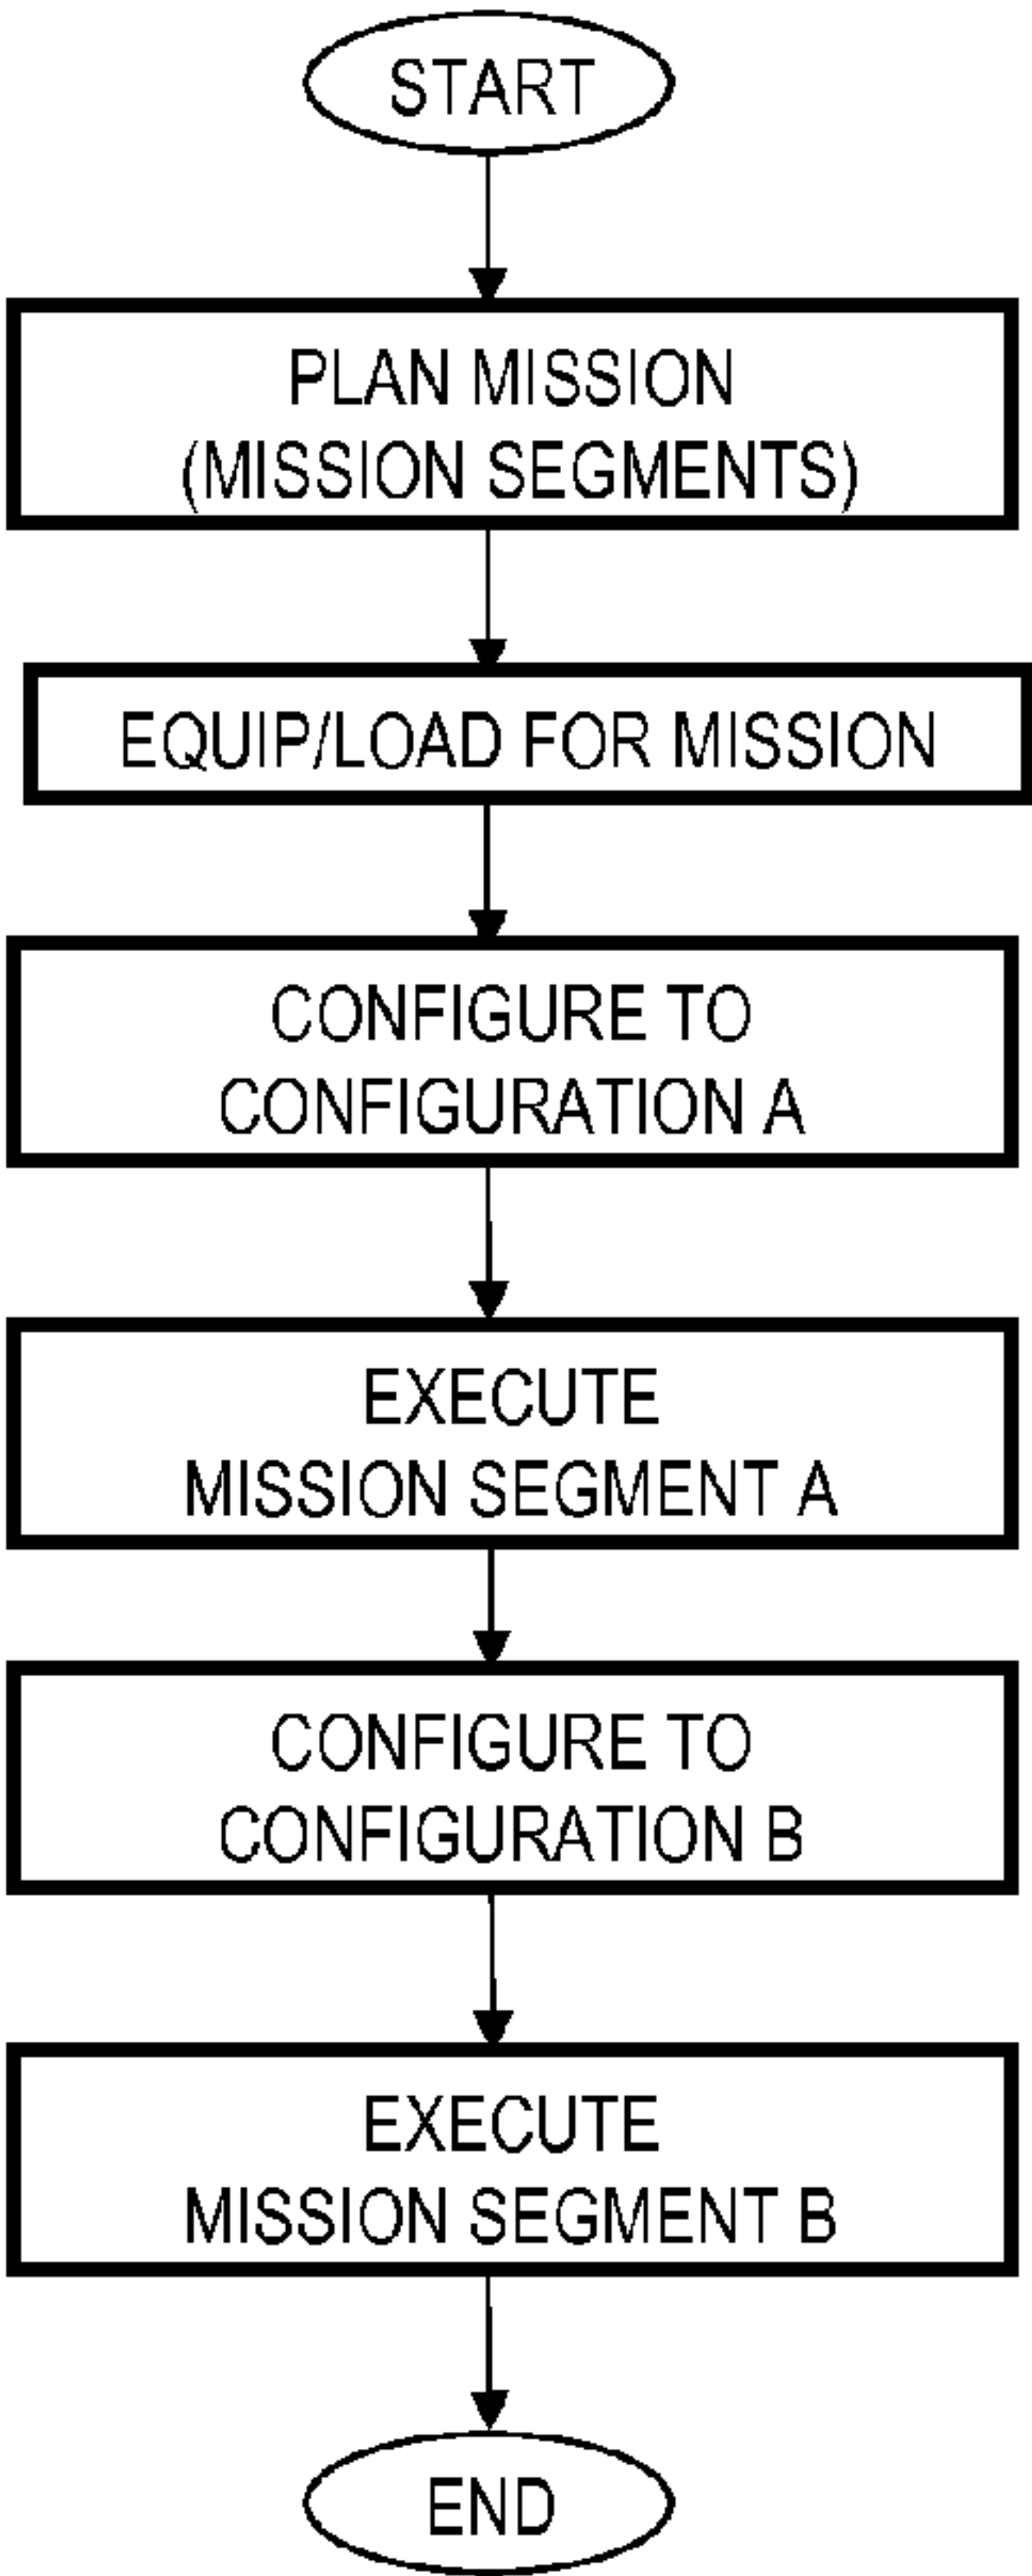 START
PLAN MISSION
(MISSION SEGMENTS)
EQUIP/LOAD FOR MISSION
CONFIGURE TO
CONFIGURATION A
EXECUTE
MISSION SEGMENT A
CONFIGURE TO
CONFIGURATION B
EXECUTE
MISSION SEGMENT B
END